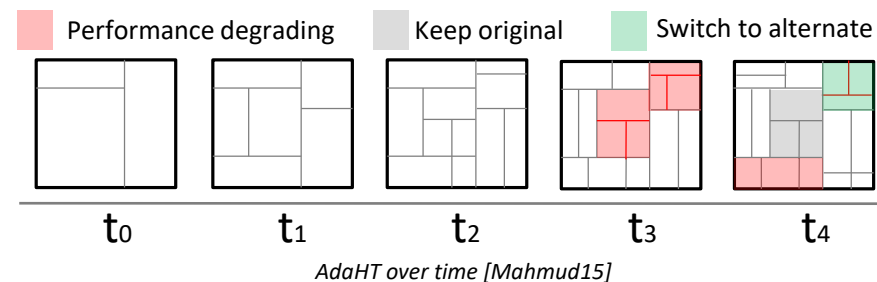 Performance degrading Keep original Switch to alternate
t0 t1 t2 t3 t4
AdaHT over time [Mahmud15]